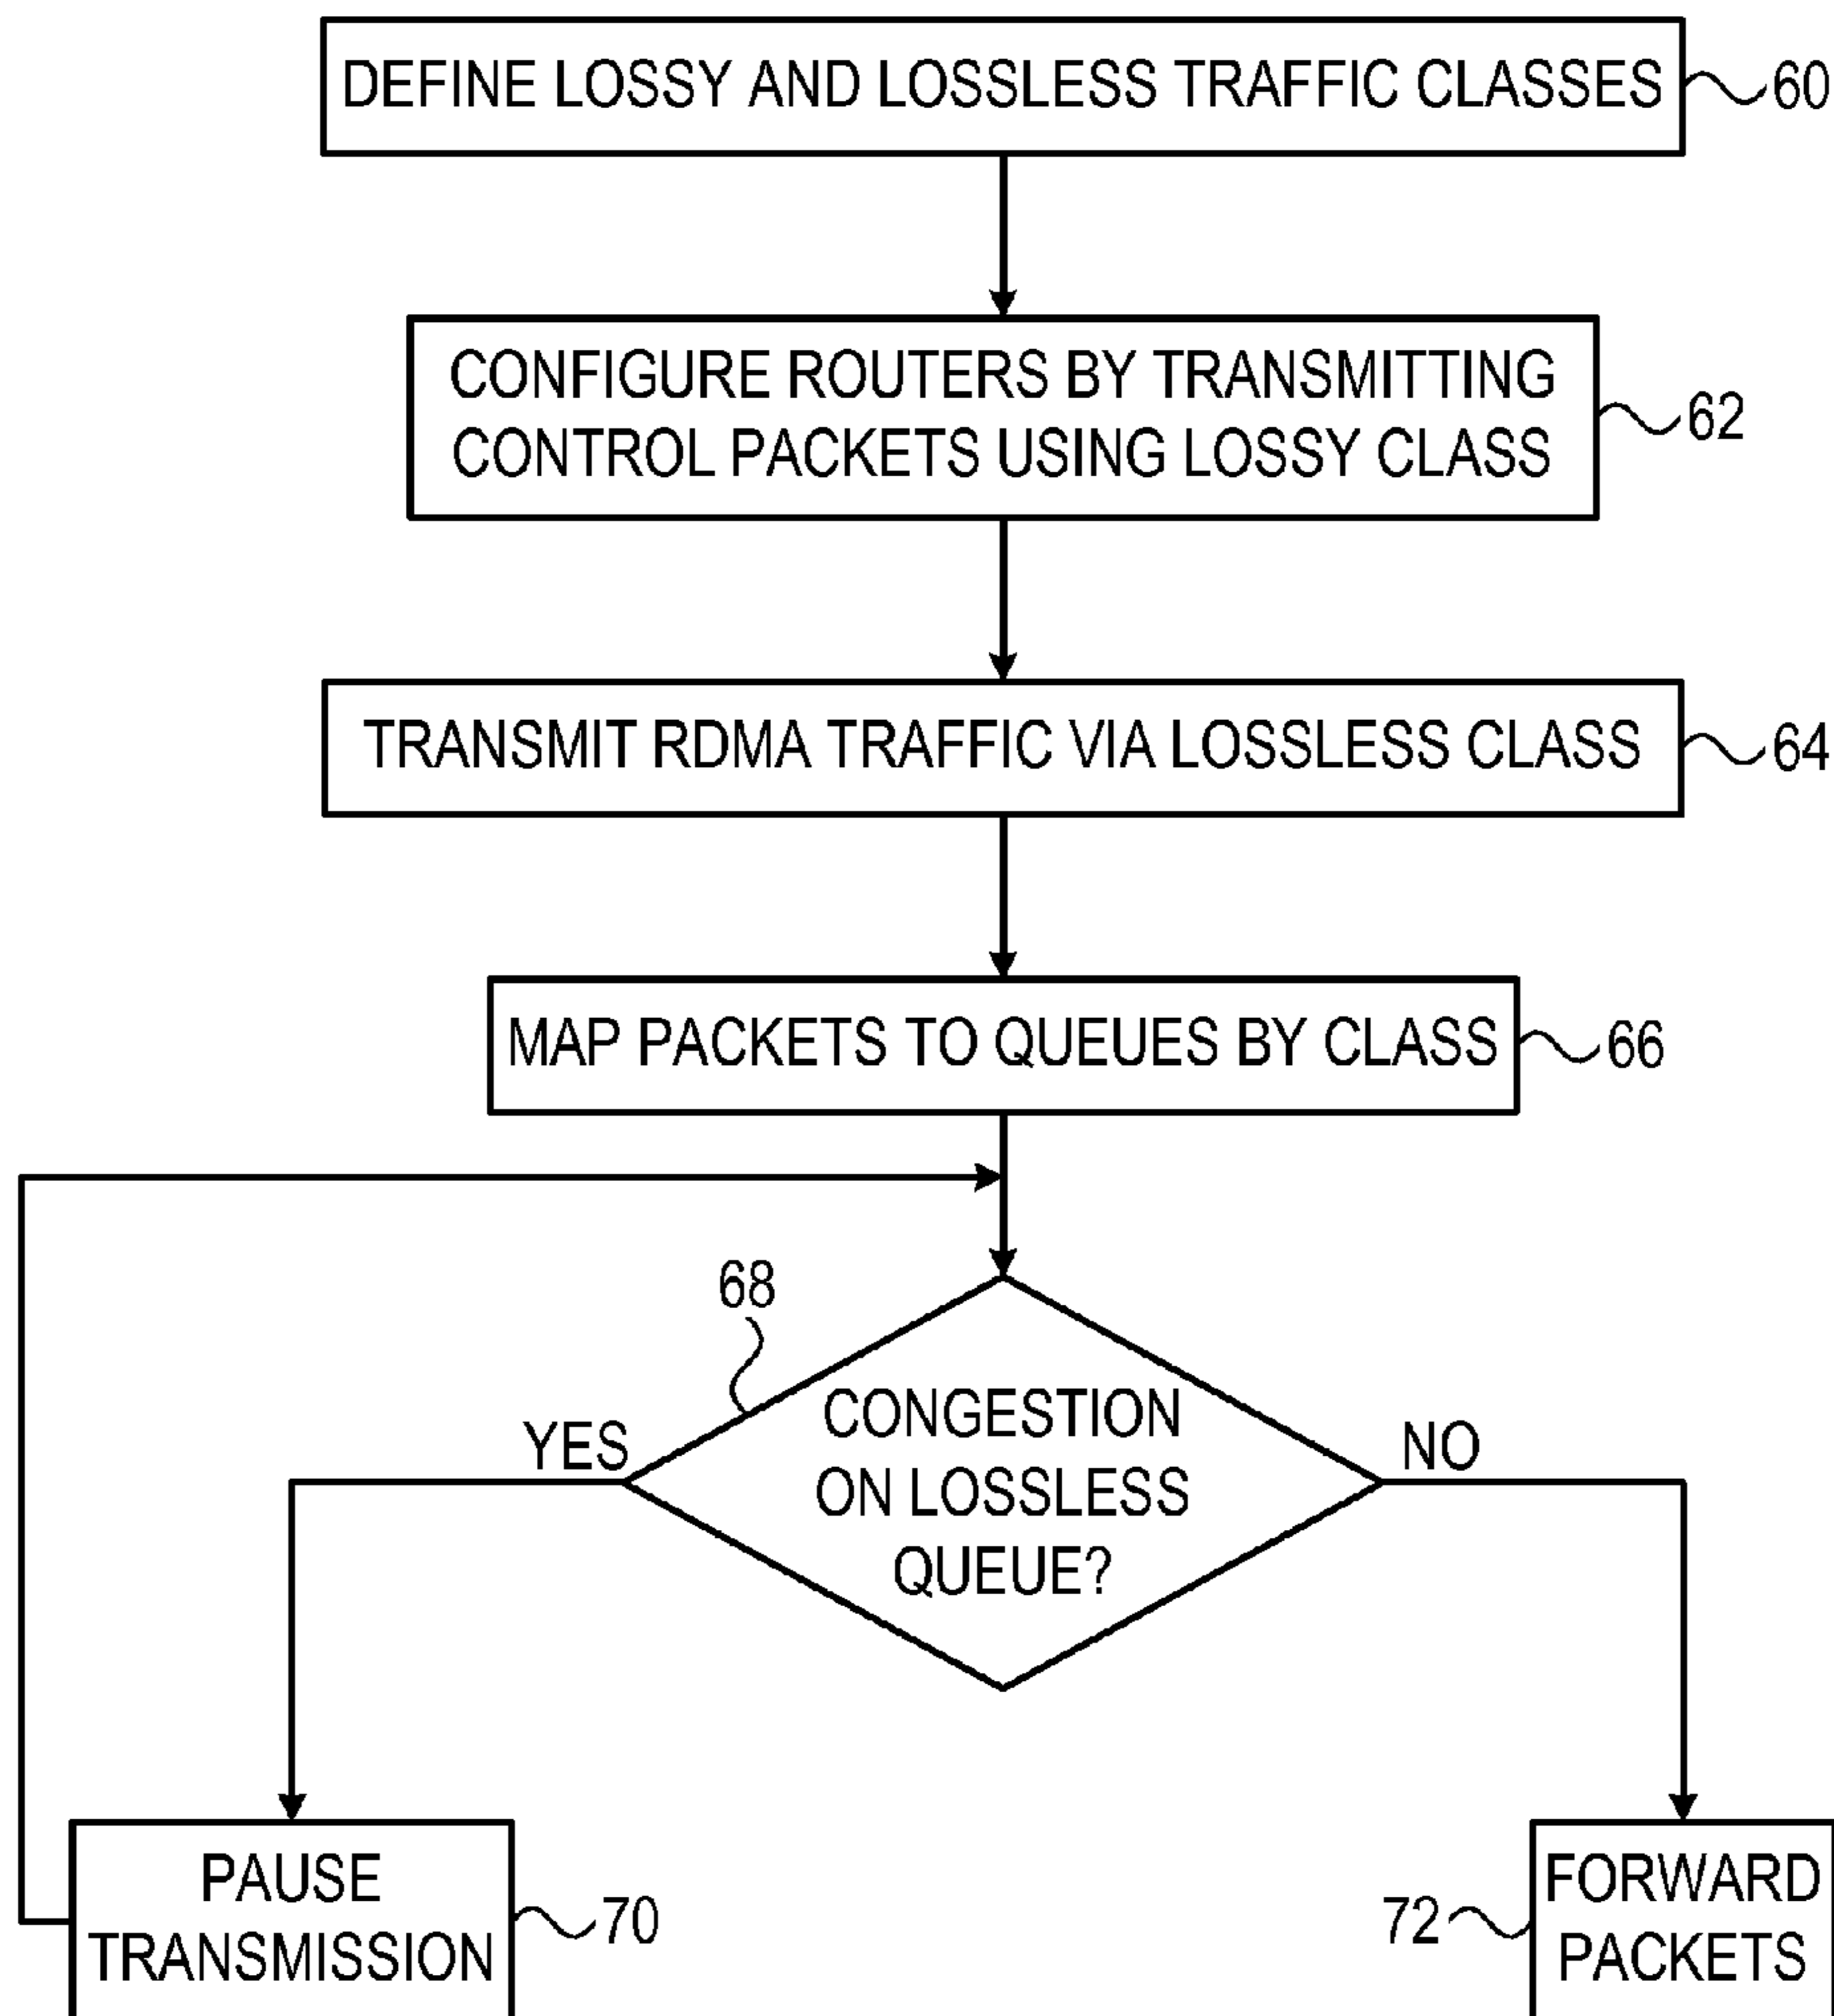 DEFINE LOSSY AND LOSSLESS TRAFFIC CLASSES
60
CONFIGURE ROUTERS BY TRANSMITTING
CONTROL PACKETS USING LOSSY CLASS
62
TRANSMIT RDMA TRAFFIC VIA LOSSLESS CLASS
64
MAP PACKETS TO QUEUES BY CLASS
66
68
CONGESTION
ON LOSSLESS
QUEUE?
YES
NO
PAUSE
TRANSMISSION
70
72
FORWARD
PACKETS